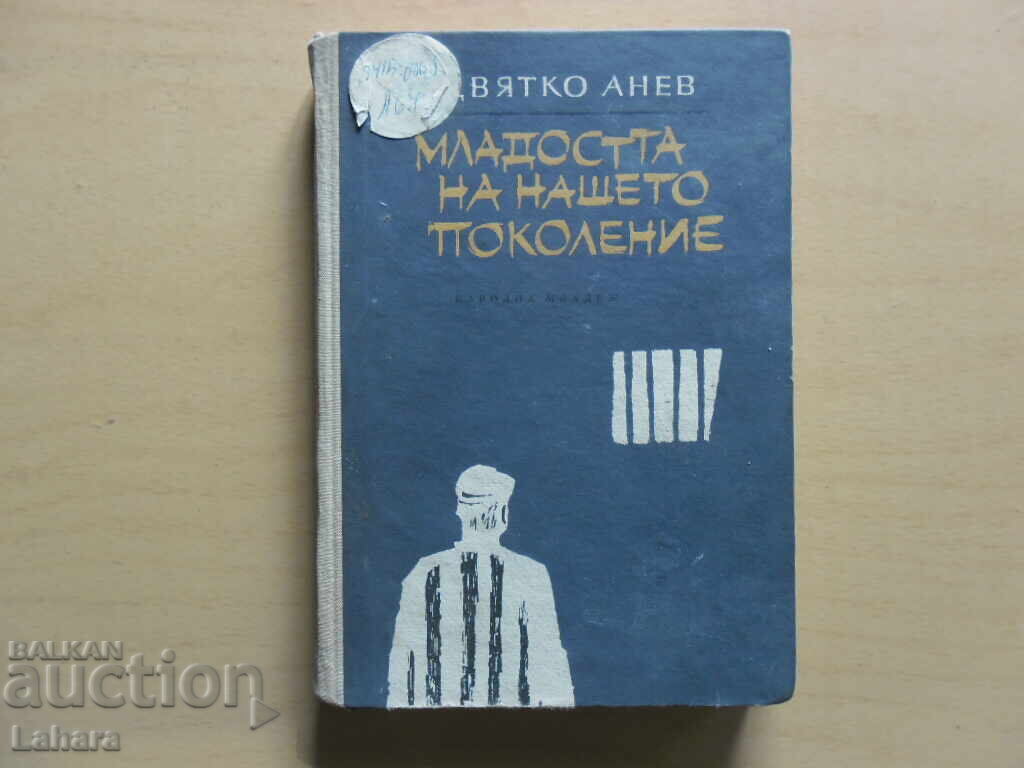 ЦВЯТКО АНЕВ
МЛАДОСТТА
НА НАШЕТО
ПОКОЛЕНИЕ
НАРОДНА МЛАДЕЖ
BALKAN
auction
Lahara